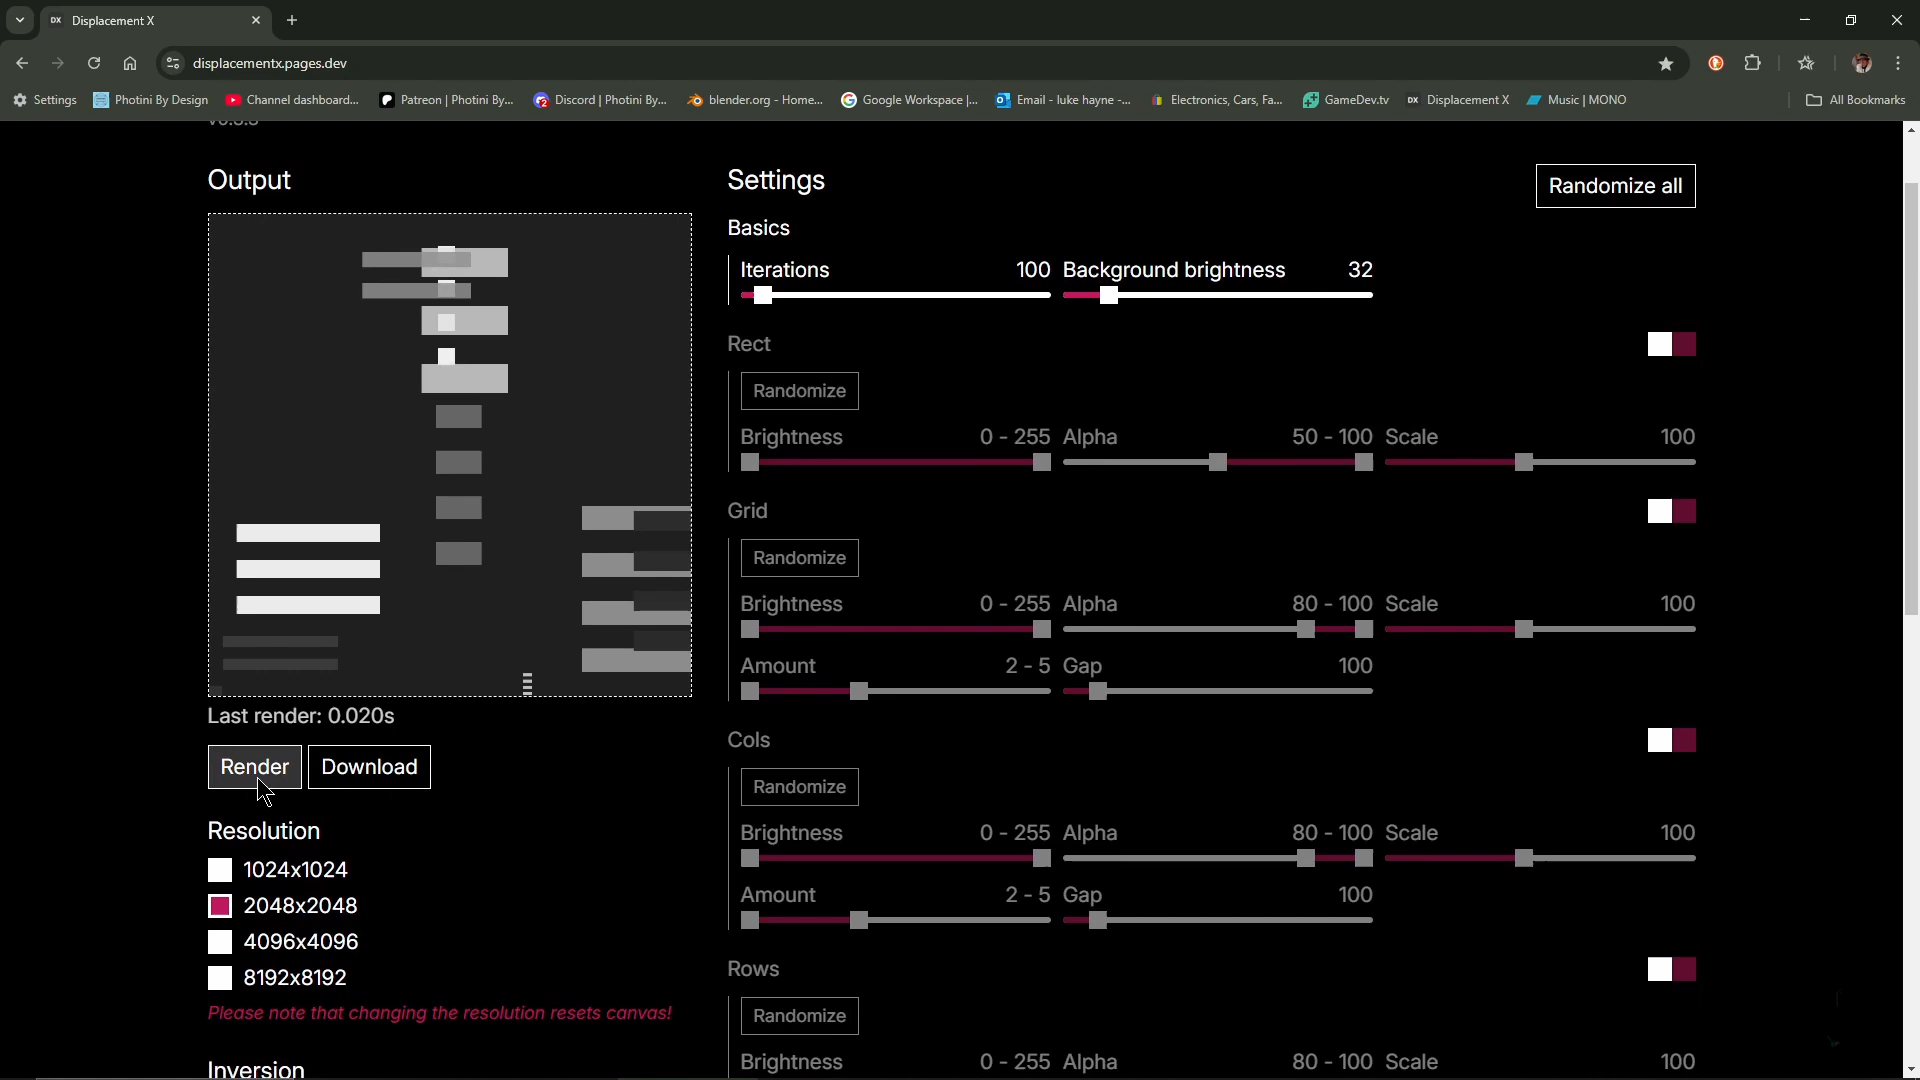 DX Displacement X
displacementx.pages.dev
Settings Photini By Design Channel dashboard... Patreon | Photini By... Discord | Photini By... blender.org - Home... Google Workspace |... Email - luke hayne -... Electronics, Cars, Fa... GameDev.tv DX Displacement X Music | MONO All Bookmarks
Output
Settings
Randomize all
Basics
Iterations 100 Background brightness 32
Rect
Randomize
Brightness 0 - 255 Alpha 50 - 100 Scale 100
Grid
Randomize
Brightness 0 - 255 Alpha 80 - 100 Scale 100
Amount 2 - 5 Gap 100
Last render: 0.020s
Render Download
Cols
Randomize
Brightness 0 - 255 Alpha 80 - 100 Scale 100
Amount 2 - 5 Gap 100
Resolution
1024x1024
2048x2048
4096x4096
8192x8192
Please note that changing the resolution resets canvas!
Rows
Randomize
Brightness 0 - 255 Alpha 80 - 100 Scale 100
Inversion